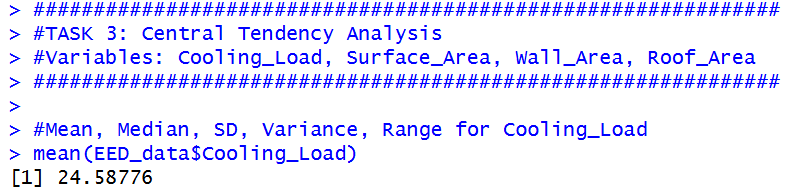 > ##############################################################
> #TASK 3: Central Tendency Analysis
> #Variables: Cooling_Load, Surface_Area, Wall_Area, Roof_Area
> ##############################################################
>
> #Mean, Median, SD, Variance, Range for Cooling_Load
> mean(EED_data$Cooling_Load)
[1] 24.58776